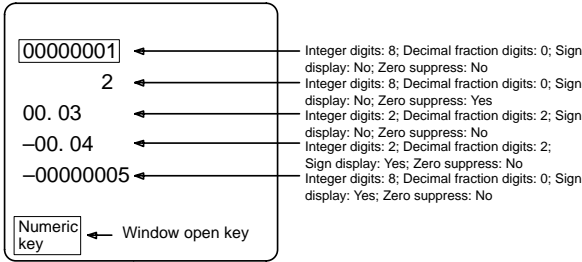 00000001
2
00. 03
–00. 04
–00000005
Numeric
key
Window open key
Integer digits: 8; Decimal fraction digits: 0; Sign
display: No; Zero suppress: No
Integer digits: 8; Decimal fraction digits: 0; Sign
display: No; Zero suppress: Yes
Integer digits: 2; Decimal fraction digits: 2; Sign
display: No; Zero suppress: No
Integer digits: 2; Decimal fraction digits: 2;
Sign display: Yes; Zero suppress: No
Integer digits: 8; Decimal fraction digits: 0; Sign
display: Yes; Zero suppress: No